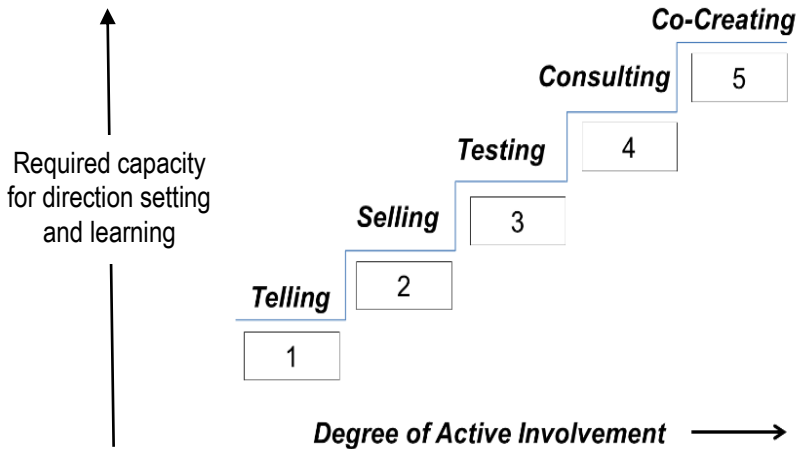 Co-Creating
5
Consulting
4
Testing
3
Required capacity
for direction setting
and learning
Selling
2
Telling
1
Degree of Active Involvement